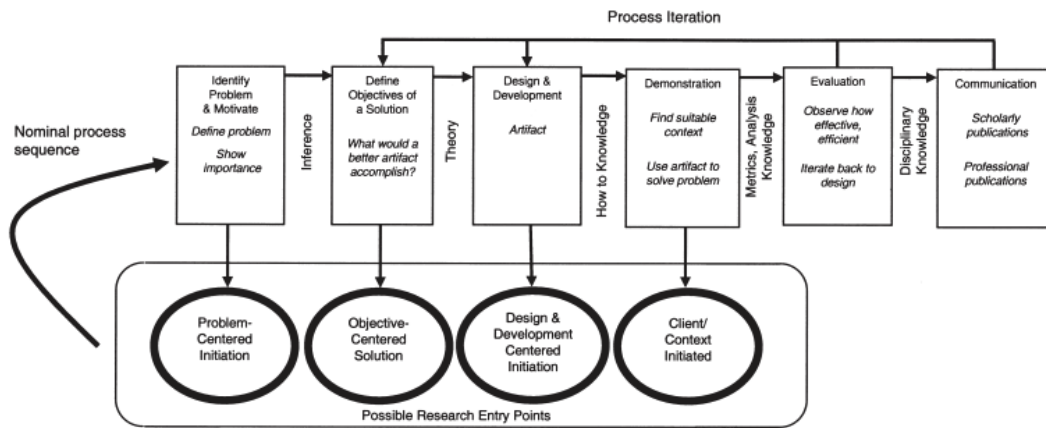 Process Iteration
Nominal process
sequence
Identify
Problem
& Motivate
Define problem
Show
importance
Inference
Define
Objectives of
a Solution
What would a
better artifact
accomplish?
Theory
Design &
Development
Artifact
How to Knowledge
Demonstration
Find suitable
context
Use artifact to
solve problem
Metrics, Analysis
Knowledge
Evaluation
Observe how
effective,
efficient
Iterate back to
design
Disciplinary
Knowledge
Communication
Scholarly
publications
Professional
publications
Problem-
Centered
Initiation
Objective-
Centered
Solution
Design &
Development
Centered
Initiation
Client/
Context
Initiated
Possible Research Entry Points